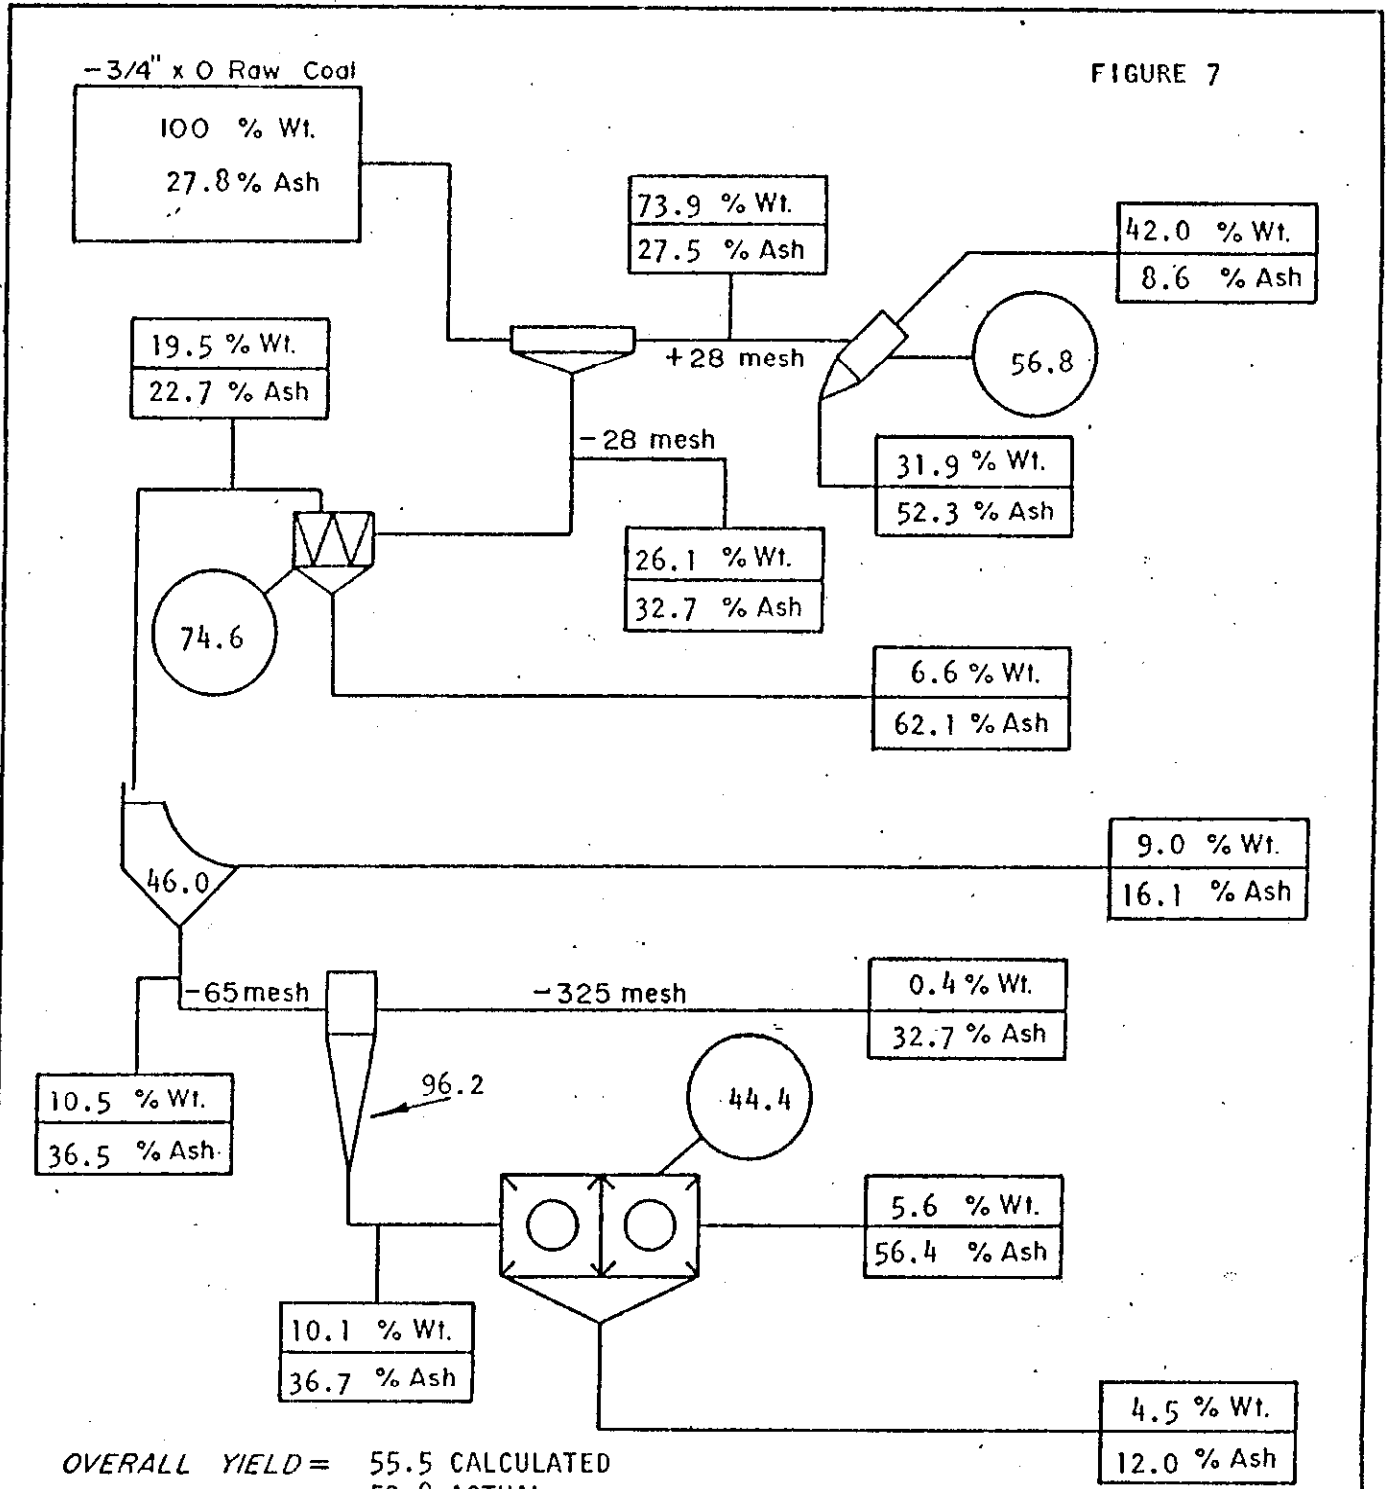 FIGURE 7
-3/4" x 0 Raw Coal
100 % Wt.
27.8% Ash
73.9 % Wt.
27.5 % Ash
42.0 % Wt.
8.6 % Ash
19.5 % Wt.
22.7 % Ash
+28 mesh
56.8
-28 mesh
31.9 % Wt.
52.3 % Ash
26.1 % Wt.
32.7 % Ash
74.6
6.6 % Wt.
62.1 % Ash
9.0 % Wt.
16.1 % Ash
46.0
-65 mesh
-325 mesh
0.4 % Wt.
32.7 % Ash
10.5 % Wt.
36.5 % Ash
96.2
44.4
5.6 % Wt.
56.4 % Ash
10.1 % Wt.
36.7 % Ash
4.5 % Wt.
12.0 % Ash
OVERALL YIELD = 55.5 CALCULATED
ACTUAL